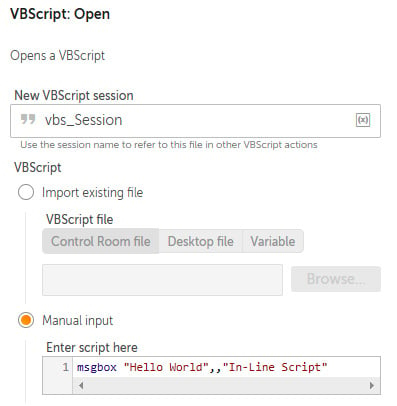 VBScript: Open
Opens a VBScript
New VBScript session
vbs_Session
(x)
Use the session name to refer to this file in other VBScript actions
VBScript
Import existing file
VBScript file
Control Room file Desktop file Variable
Browse...
Manual input
Enter script here
1 msgbox "Hello World",,"In-Line Script"